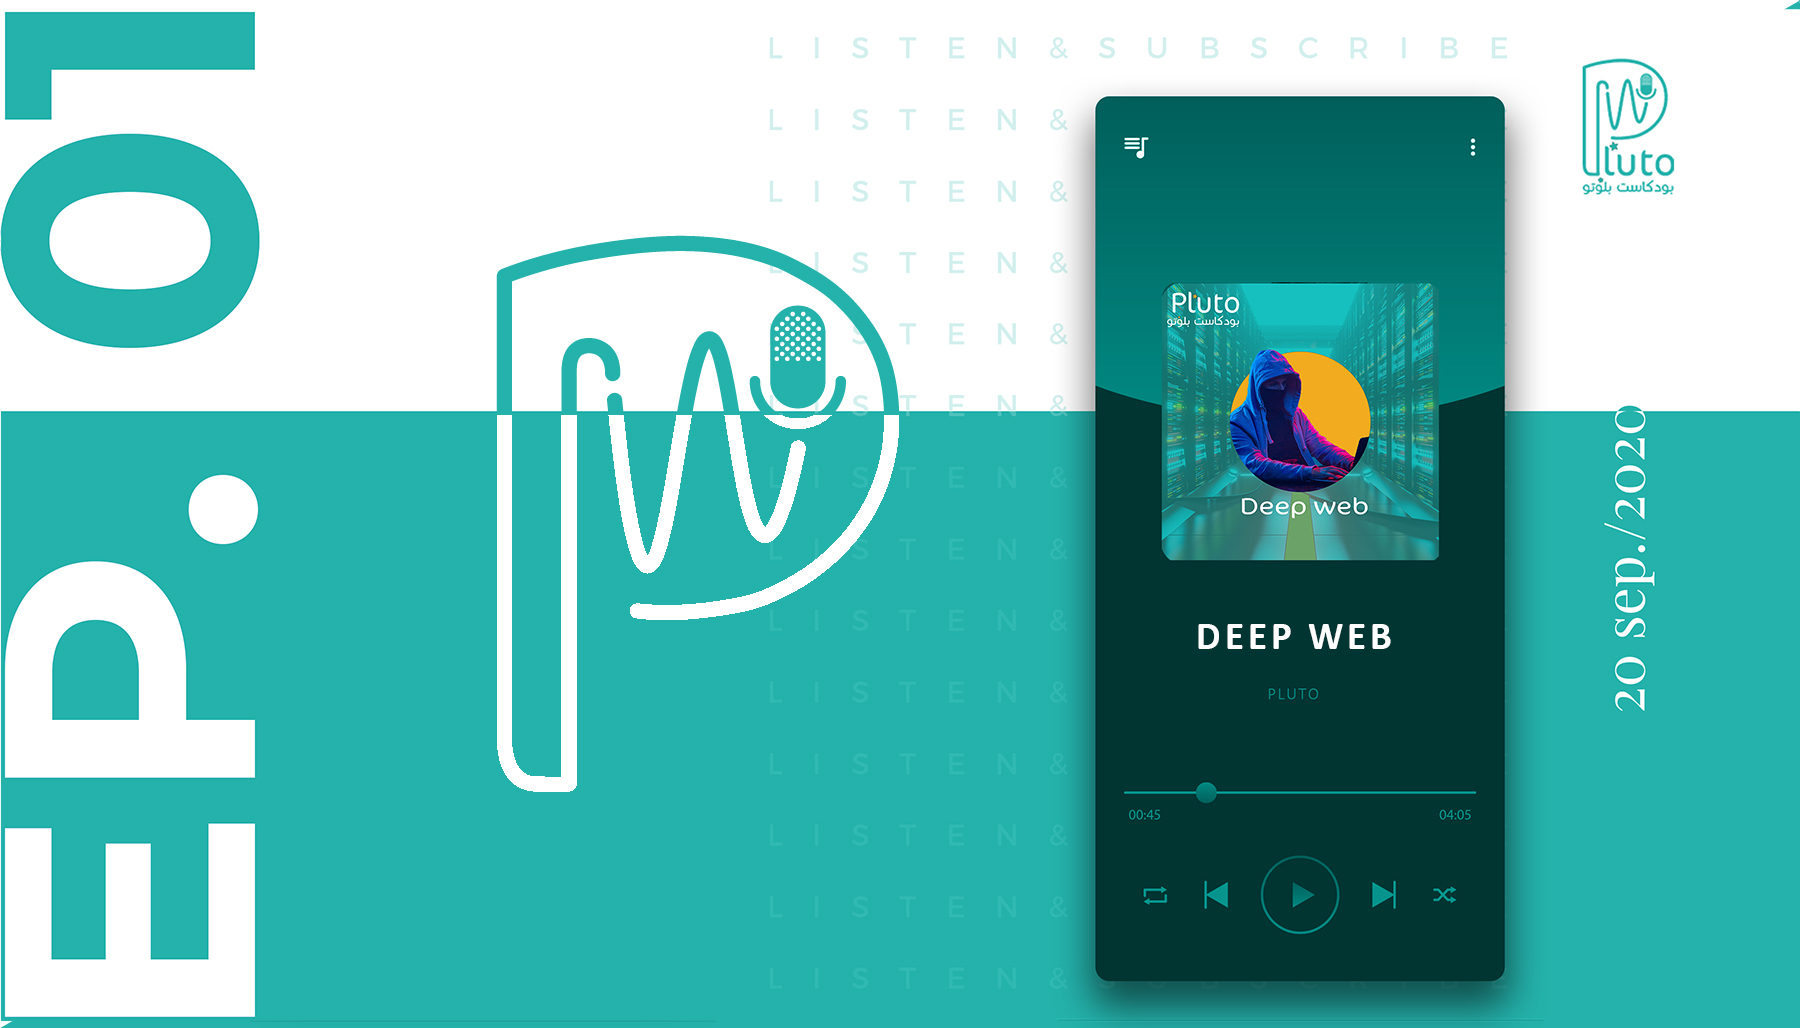 EP. 01
LISTEN&SUBSCRIBE
LISTEN&
LISTEN&
LISTEN&
LISTEN&
LISTEN&
LISTEN&
LISTEN&
LISTEN&
LISTEN&
LISTEN&
LISTEN&
LISTEN&
LISTEN&SUBSCRIBE
Pluto
بودكاست بلوتو
Deep web
DEEP WEB
PLUTO
00:45
04:05
Pluto
بودكاست بلوتو
20 sep./2020